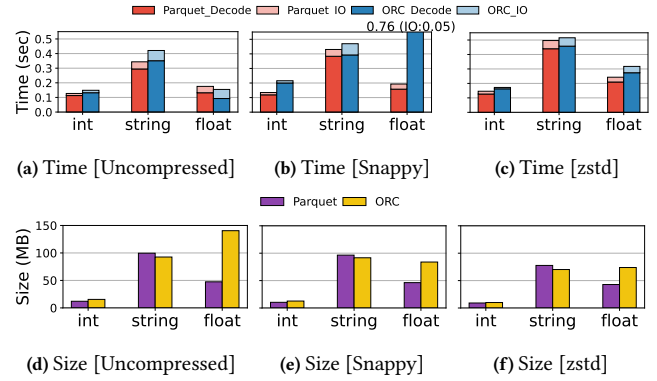 Parquet_Decode Parquet_IO ORC_Decode ORC_IO
0.76 (IO:0.05)
Time (sec)
0.5
0.4
0.3
0.2
0.1
0.0
int string float
int string float
int string float
(a) Time [Uncompressed]
(b) Time [Snappy]
(c) Time [zstd]
Parquet ORC
Size (MB)
150
100
50
0
int string float
int string float
int string float
(d) Size [Uncompressed]
(e) Size [Snappy]
(f) Size [zstd]